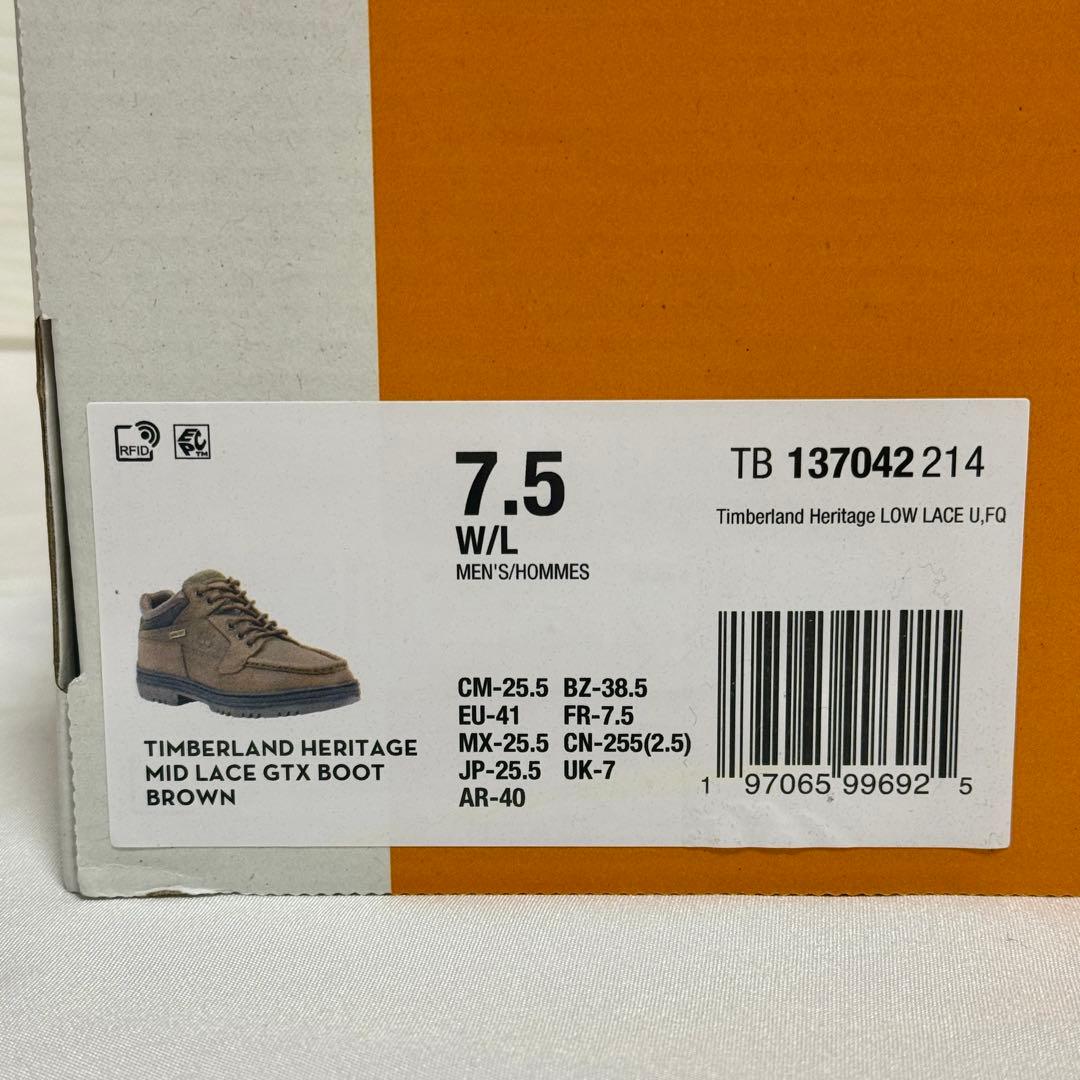 RFID
EPC TM
7.5
W/L
MEN'S/HOMMES
TB 137042 214
Timberland Heritage LOW LACE U,FQ
TIMBERLAND HERITAGE
MID LACE GTX BOOT
BROWN
CM-25.5 BZ-38.5
EU-41 FR-7.5
MX-25.5 CN-255(2.5)
JP-25.5 UK-7
AR-40
1 97065 99692 5